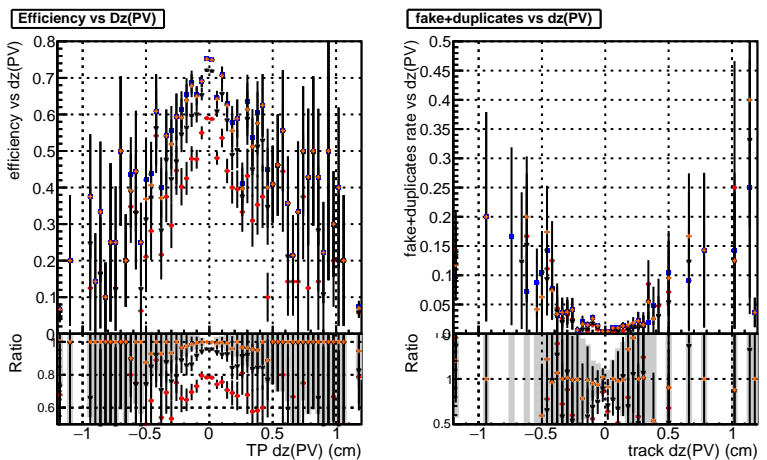 Efficiency vs Dz(PV)
efficiency vs dz(PV)
0.8
0.7
0.6
0.5
0.4
0.3
0.2
0.1
0
Ratio
1
0.8
0.6
−1 −0.5 0 0.5 1
TP dz(PV) (cm)
fake+duplicates vs dz(PV)
fake+duplicates rate vs dz(PV)
0.5
0.45
0.4
0.35
0.3
0.25
0.2
0.15
0.1
0.05
Ratio
1
0.5
−1 −0.5 0 0.5 1
track dz(PV) (cm)